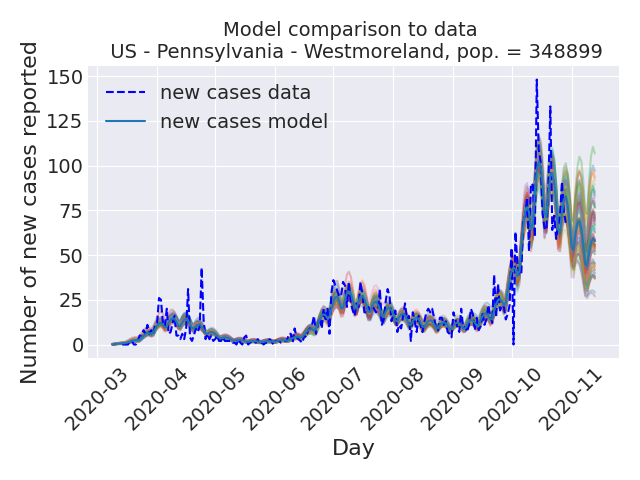 Model comparison to data
US - Pennsylvania - Westmoreland, pop. = 348899
Number of new cases reported
150
125
100
75
50
25
0
new cases data
new cases model
2020-03
2020-04
2020-05
2020-06
2020-07
2020-08
2020-09
2020-10
2020-11
Day